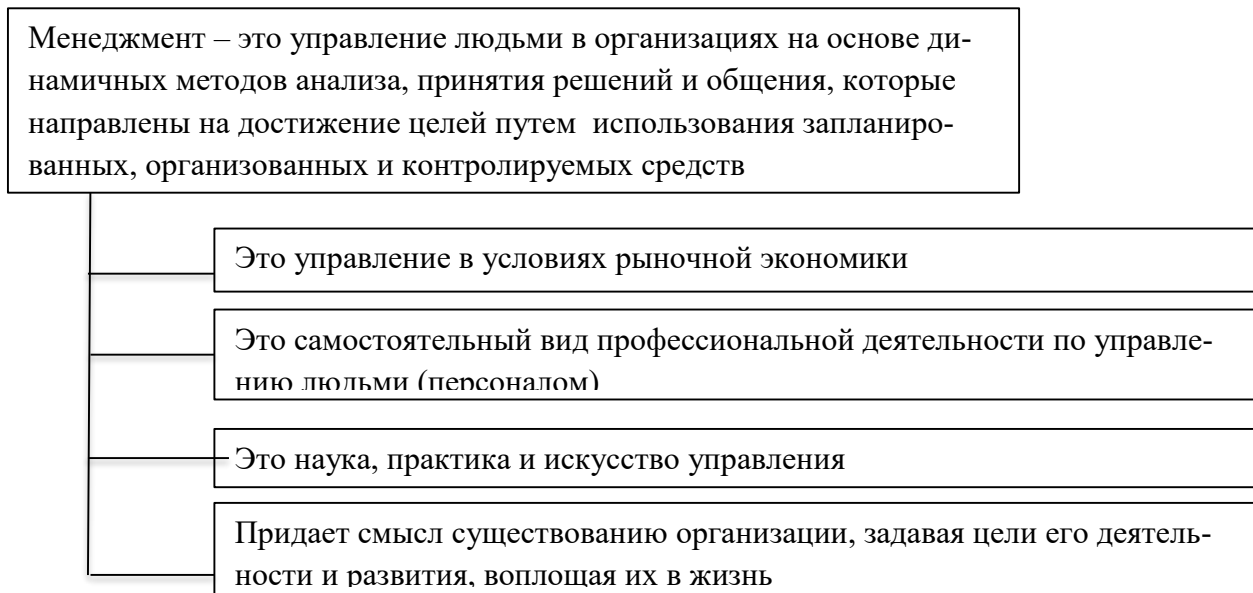 Менеджмент – это управление людьми в организациях на основе ди-
намичных методов анализа, принятия решений и общения, которые
направлены на достижение целей путем использования запланиро-
ванных, организованных и контролируемых средств
Это управление в условиях рыночной экономики
Это самостоятельный вид профессиональной деятельности по управле-
нию людьми (персоналом)
Это наука, практика и искусство управления
Придает смысл существованию организации, задавая цели его деятель-
ности и развития, воплощая их в жизнь